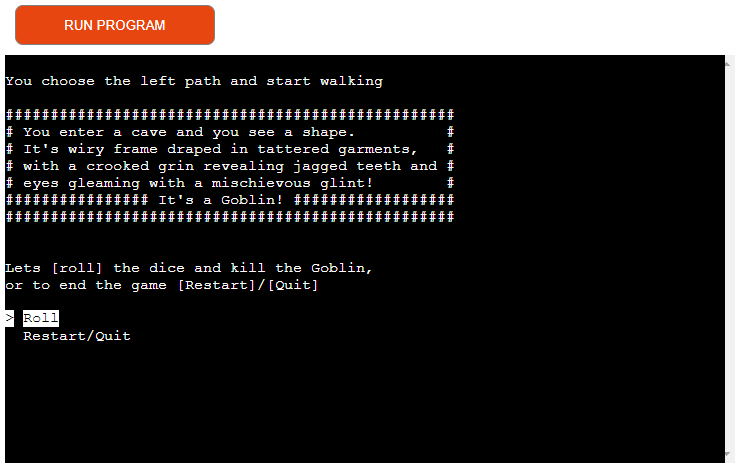 RUN PROGRAM
You choose the left path and start walking
##################################################
# You enter a cave and you see a shape.          #
# It's wiry frame draped in tattered garments,   #
# with a crooked grin revealing jagged teeth and #
# eyes gleaming with a mischievous glint!        #
################ It's a Goblin! ##################
##################################################
Lets [roll] the dice and kill the Goblin,
or to end the game [Restart]/[Quit]
> Roll
Restart/Quit